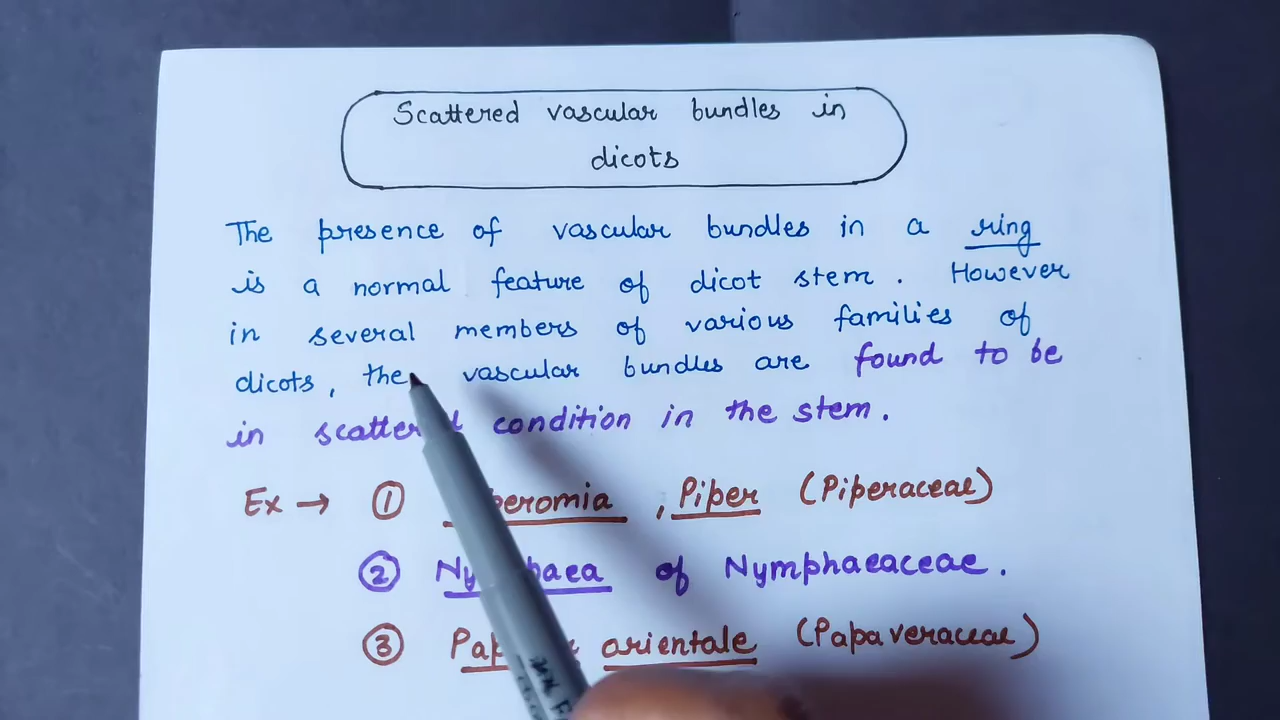 Scattered vascular bundles in
dicots
The presence of vascular bundles in a ring
is a normal feature of dicot stem. However
in several members of various families of
dicots, the vascular bundles are found to be
in scattered condition in the stem.
Ex → ① , Piper (Piperaceae)
② of Nymphaeaceae.
③ orientale (Papaveraceae)